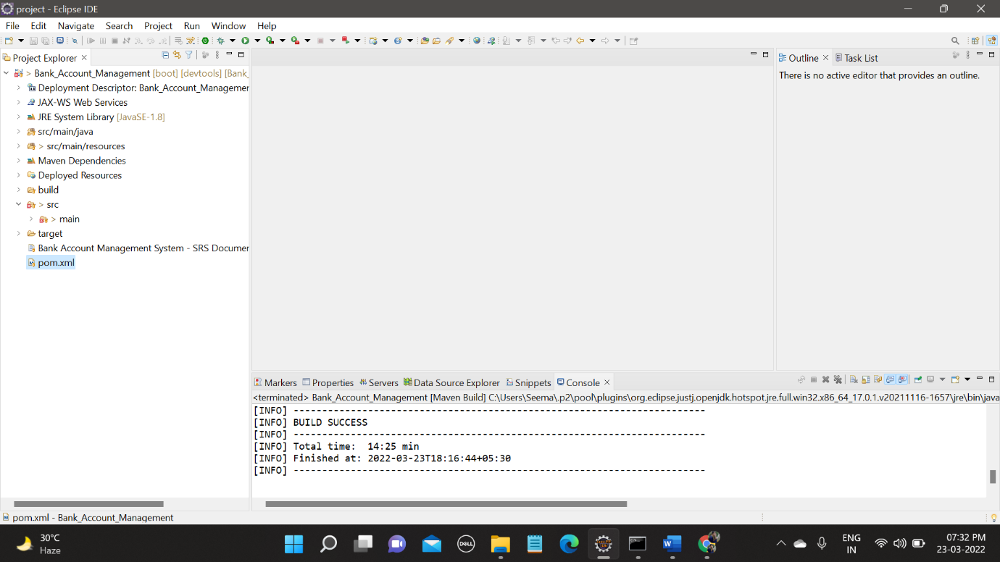 project - Eclipse IDE
File Edit Navigate Search Project Run Window Help
Project Explorer
> Bank_Account_Management [boot] [devtools] [Bank_
Deployment Descriptor: Bank_Account_Managemen
JAX-WS Web Services
JRE System Library [JavaSE-1.8]
src/main/java
> src/main/resources
Maven Dependencies
Deployed Resources
build
> src
> main
target
Bank Account Management System - SRS Documen
pom.xml
Outline Task List
There is no active editor that provides an outline.
Markers Properties Servers Data Source Explorer Snippets Console
<terminated> Bank_Account_Management [Maven Build] C:\Users\Seema\.p2\pool\plugins\org.eclipse.justj.openjdk.hotspot.jre.full.win32.x86_64_17.0.1.v20211116-1657\jre\bin\java
[INFO] ------------------------------------------------------------------------
[INFO] BUILD SUCCESS
[INFO] ------------------------------------------------------------------------
[INFO] Total time:  14:25 min
[INFO] Finished at: 2022-03-23T18:16:44+05:30
[INFO] ------------------------------------------------------------------------
pom.xml - Bank_Account_Management
30°C
Haze
DELL
ENG
IN
07:32 PM
23-03-2022